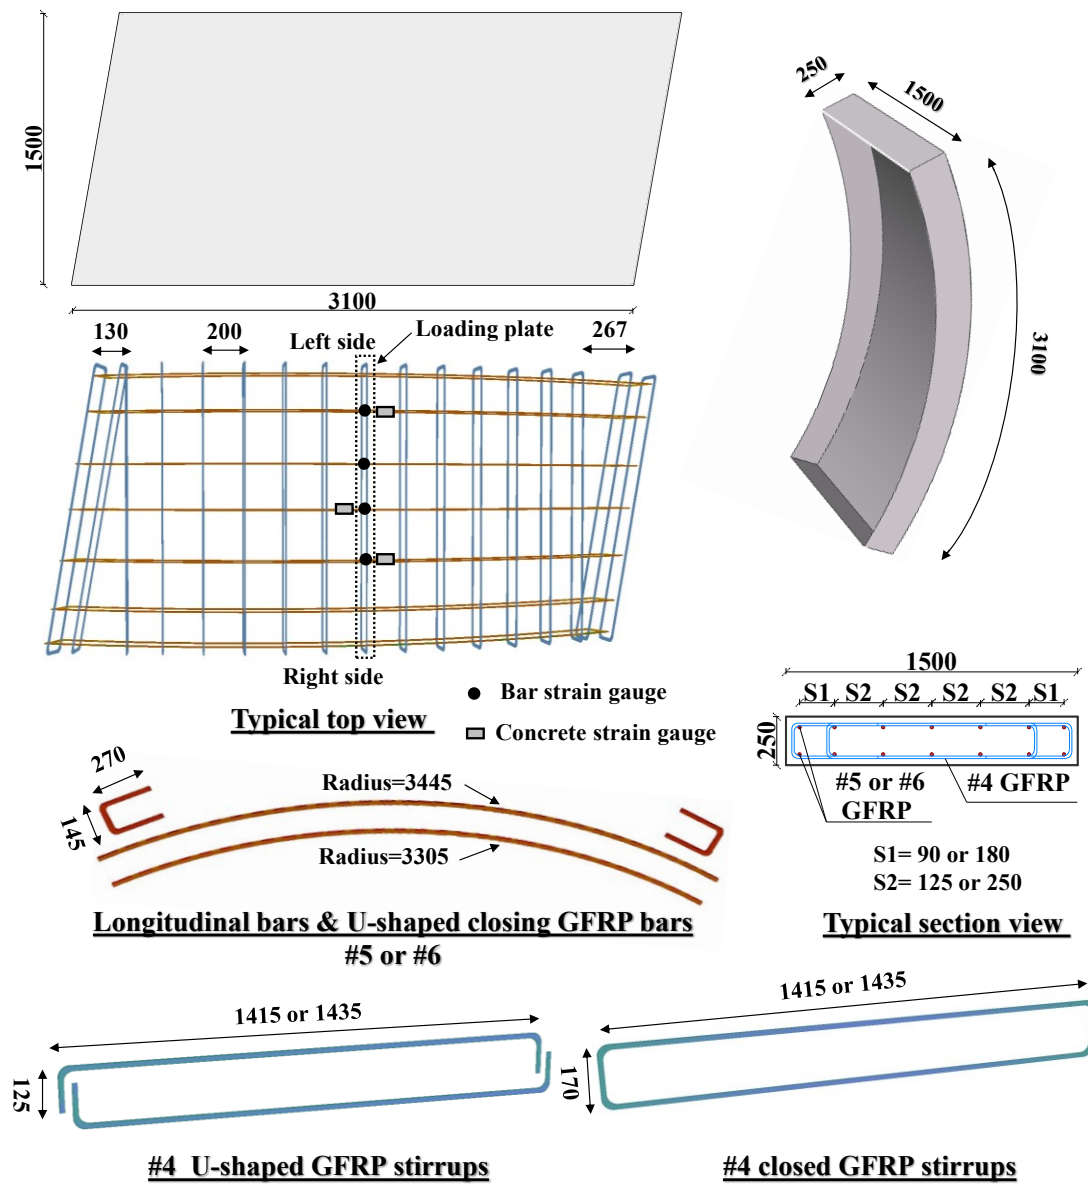 1500
3100
250
1500
3100
130
200
Left side
Loading plate
267
Right side
Typical top view
Bar strain gauge
Concrete strain gauge
1500
S1
S2
S2
S2
S2
S1
250
#5 or #6
GFRP
#4 GFRP
S1= 90 or 180
S2= 125 or 250
Typical section view
270
145
Radius=3445
Radius=3305
Longitudinal bars & U-shaped closing GFRP bars
#5 or #6
1415 or 1435
125
#4 U-shaped GFRP stirrups
1415 or 1435
170
#4 closed GFRP stirrups